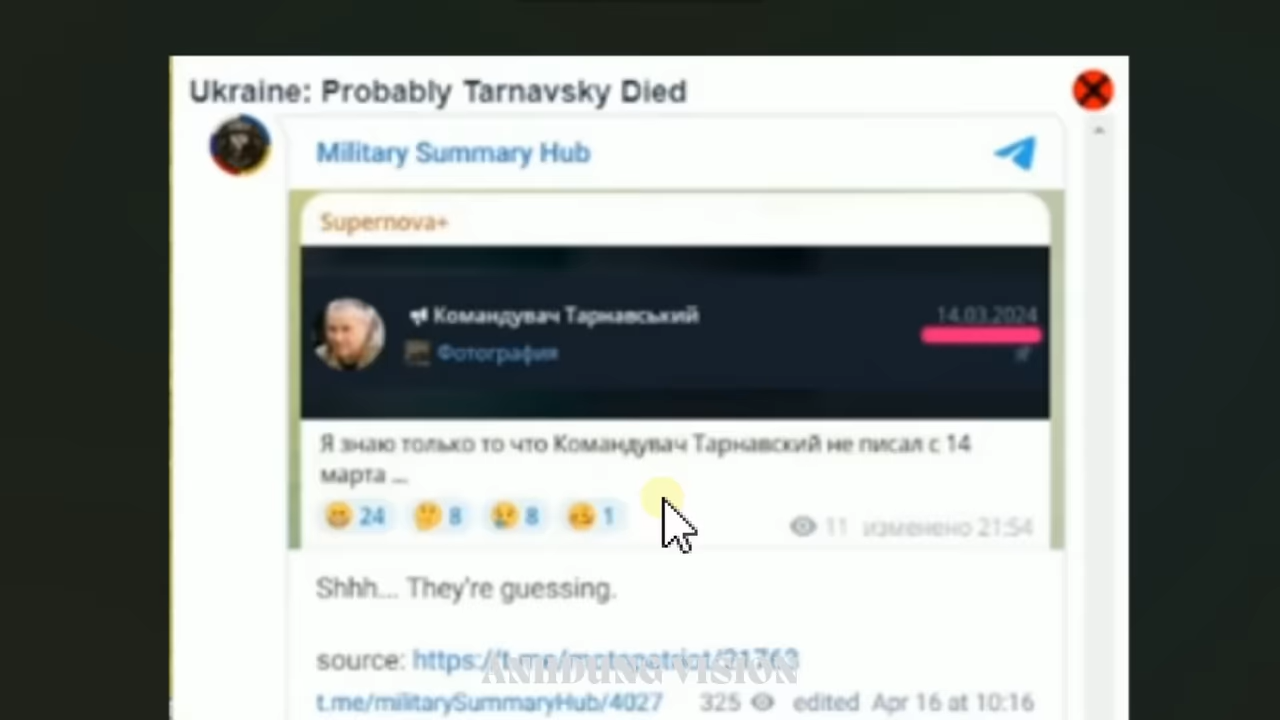 Ukraine: Probably Tarnavsky Died
Military Summary Hub
Supernova+
Командувач Тарнавський
14.03.2024
Фотография
Я знаю только то что Командувач Тарнавский не писал с 14
марта ...
24 8 8 1
11 изменено 21:54
Shhh... They're guessing.
source: https://t.me/
ANHDUNG VISION
t.me/militarySummaryHub/4027 325 edited Apr 16 at 10:16